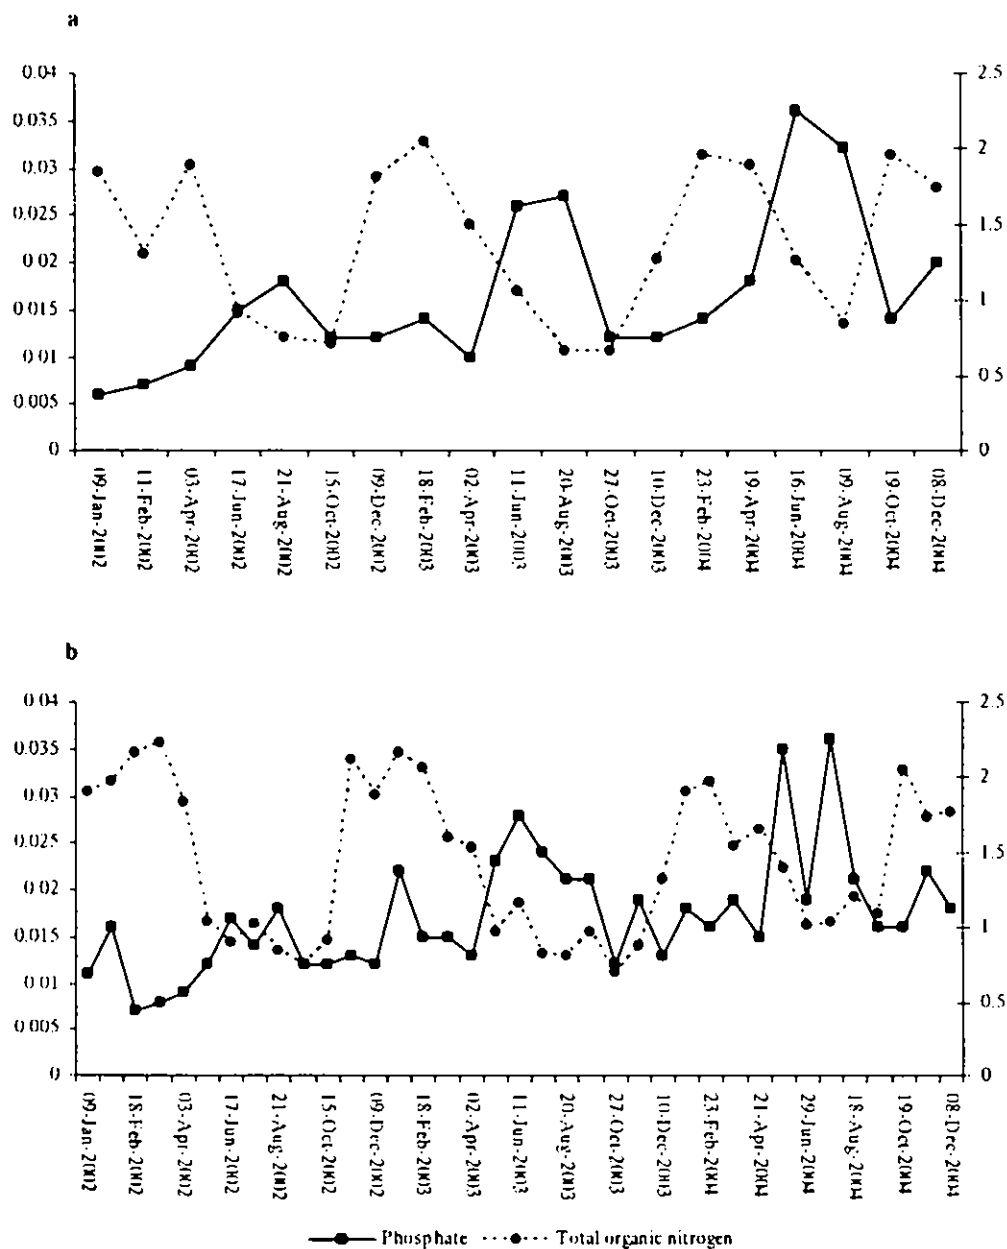 a
0.04
0.035
0.03
0.025
0.02
0.015
0.01
0.005
0
2.5
2
1.5
1
0.5
0
09-Jan-2002
11-Feb-2002
03-Apr-2002
17-Jun-2002
21-Aug-2002
15-Oct-2002
09-Dec-2002
18-Feb-2003
02-Apr-2003
11-Jun-2003
20-Aug-2003
27-Oct-2003
10-Dec-2003
23-Feb-2004
19-Apr-2004
16-Jun-2004
09-Aug-2004
19-Oct-2004
08-Dec-2004
b
0.04
0.035
0.03
0.025
0.02
0.015
0.01
0.005
0
2.5
2
1.5
1
0.5
0
09-Jan-2002
18-Feb-2002
03-Apr-2002
17-Jun-2002
21-Aug-2002
15-Oct-2002
09-Dec-2002
18-Feb-2003
02-Apr-2003
11-Jun-2003
20-Aug-2003
27-Oct-2003
10-Dec-2003
23-Feb-2004
21-Apr-2004
29-Jun-2004
18-Aug-2004
19-Oct-2004
08-Dec-2004
Phosphate Total organic nitrogen